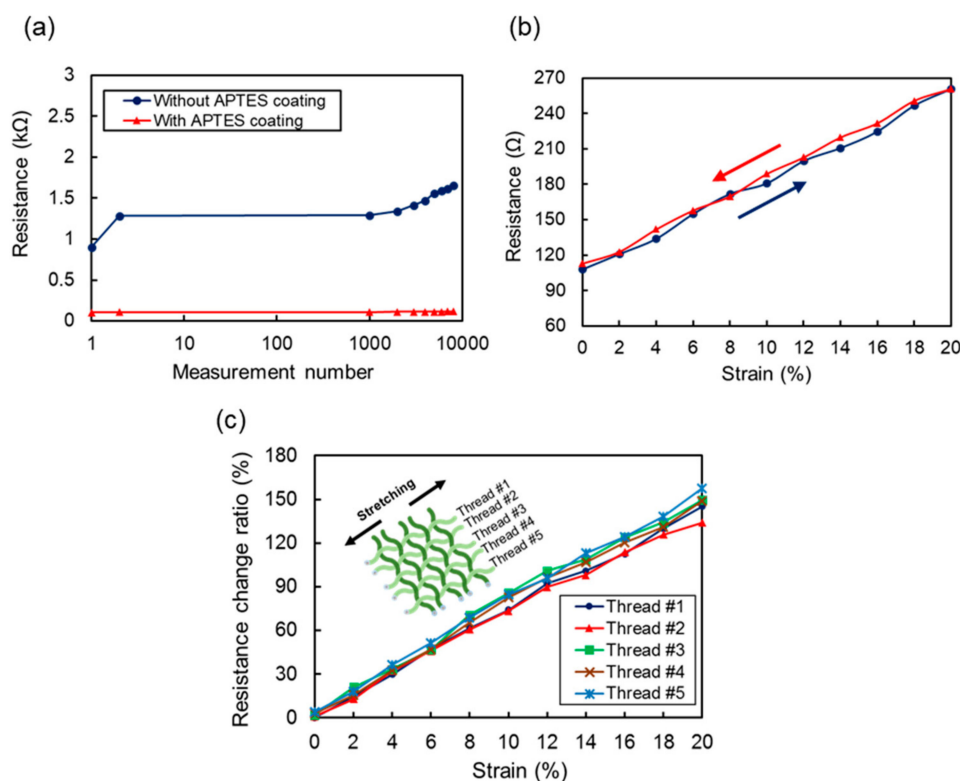 (a)
3
2.5
2
1.5
1
0.5
0
Resistance (kΩ)
Without APTES coating
With APTES coating
1 10 100 1000 10000
Measurement number
(b)
270
240
210
180
150
120
90
60
Resistance (Ω)
0 2 4 6 8 10 12 14 16 18 20
Strain (%)
(c)
180
150
120
90
60
30
0
Resistance change ratio (%)
Stretching
Thread #1
Thread #2
Thread #3
Thread #4
Thread #5
Thread #1
Thread #2
Thread #3
Thread #4
Thread #5
0 2 4 6 8 10 12 14 16 18 20
Strain (%)